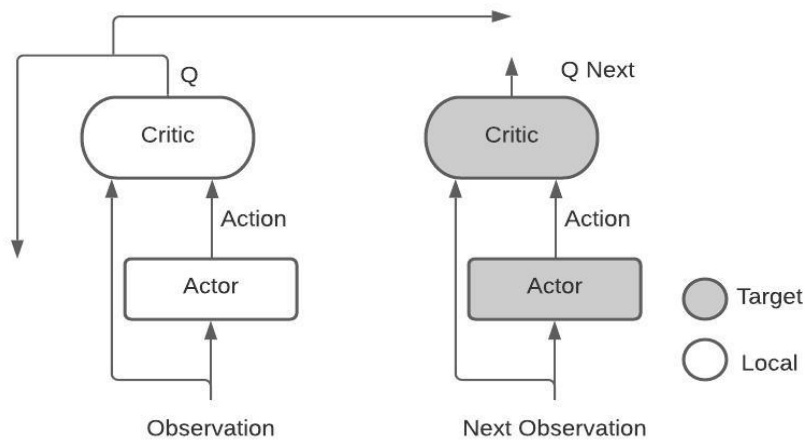 Q
Q Next
Critic
Critic
Action
Action
Actor
Actor
Target
Local
Observation
Next Observation